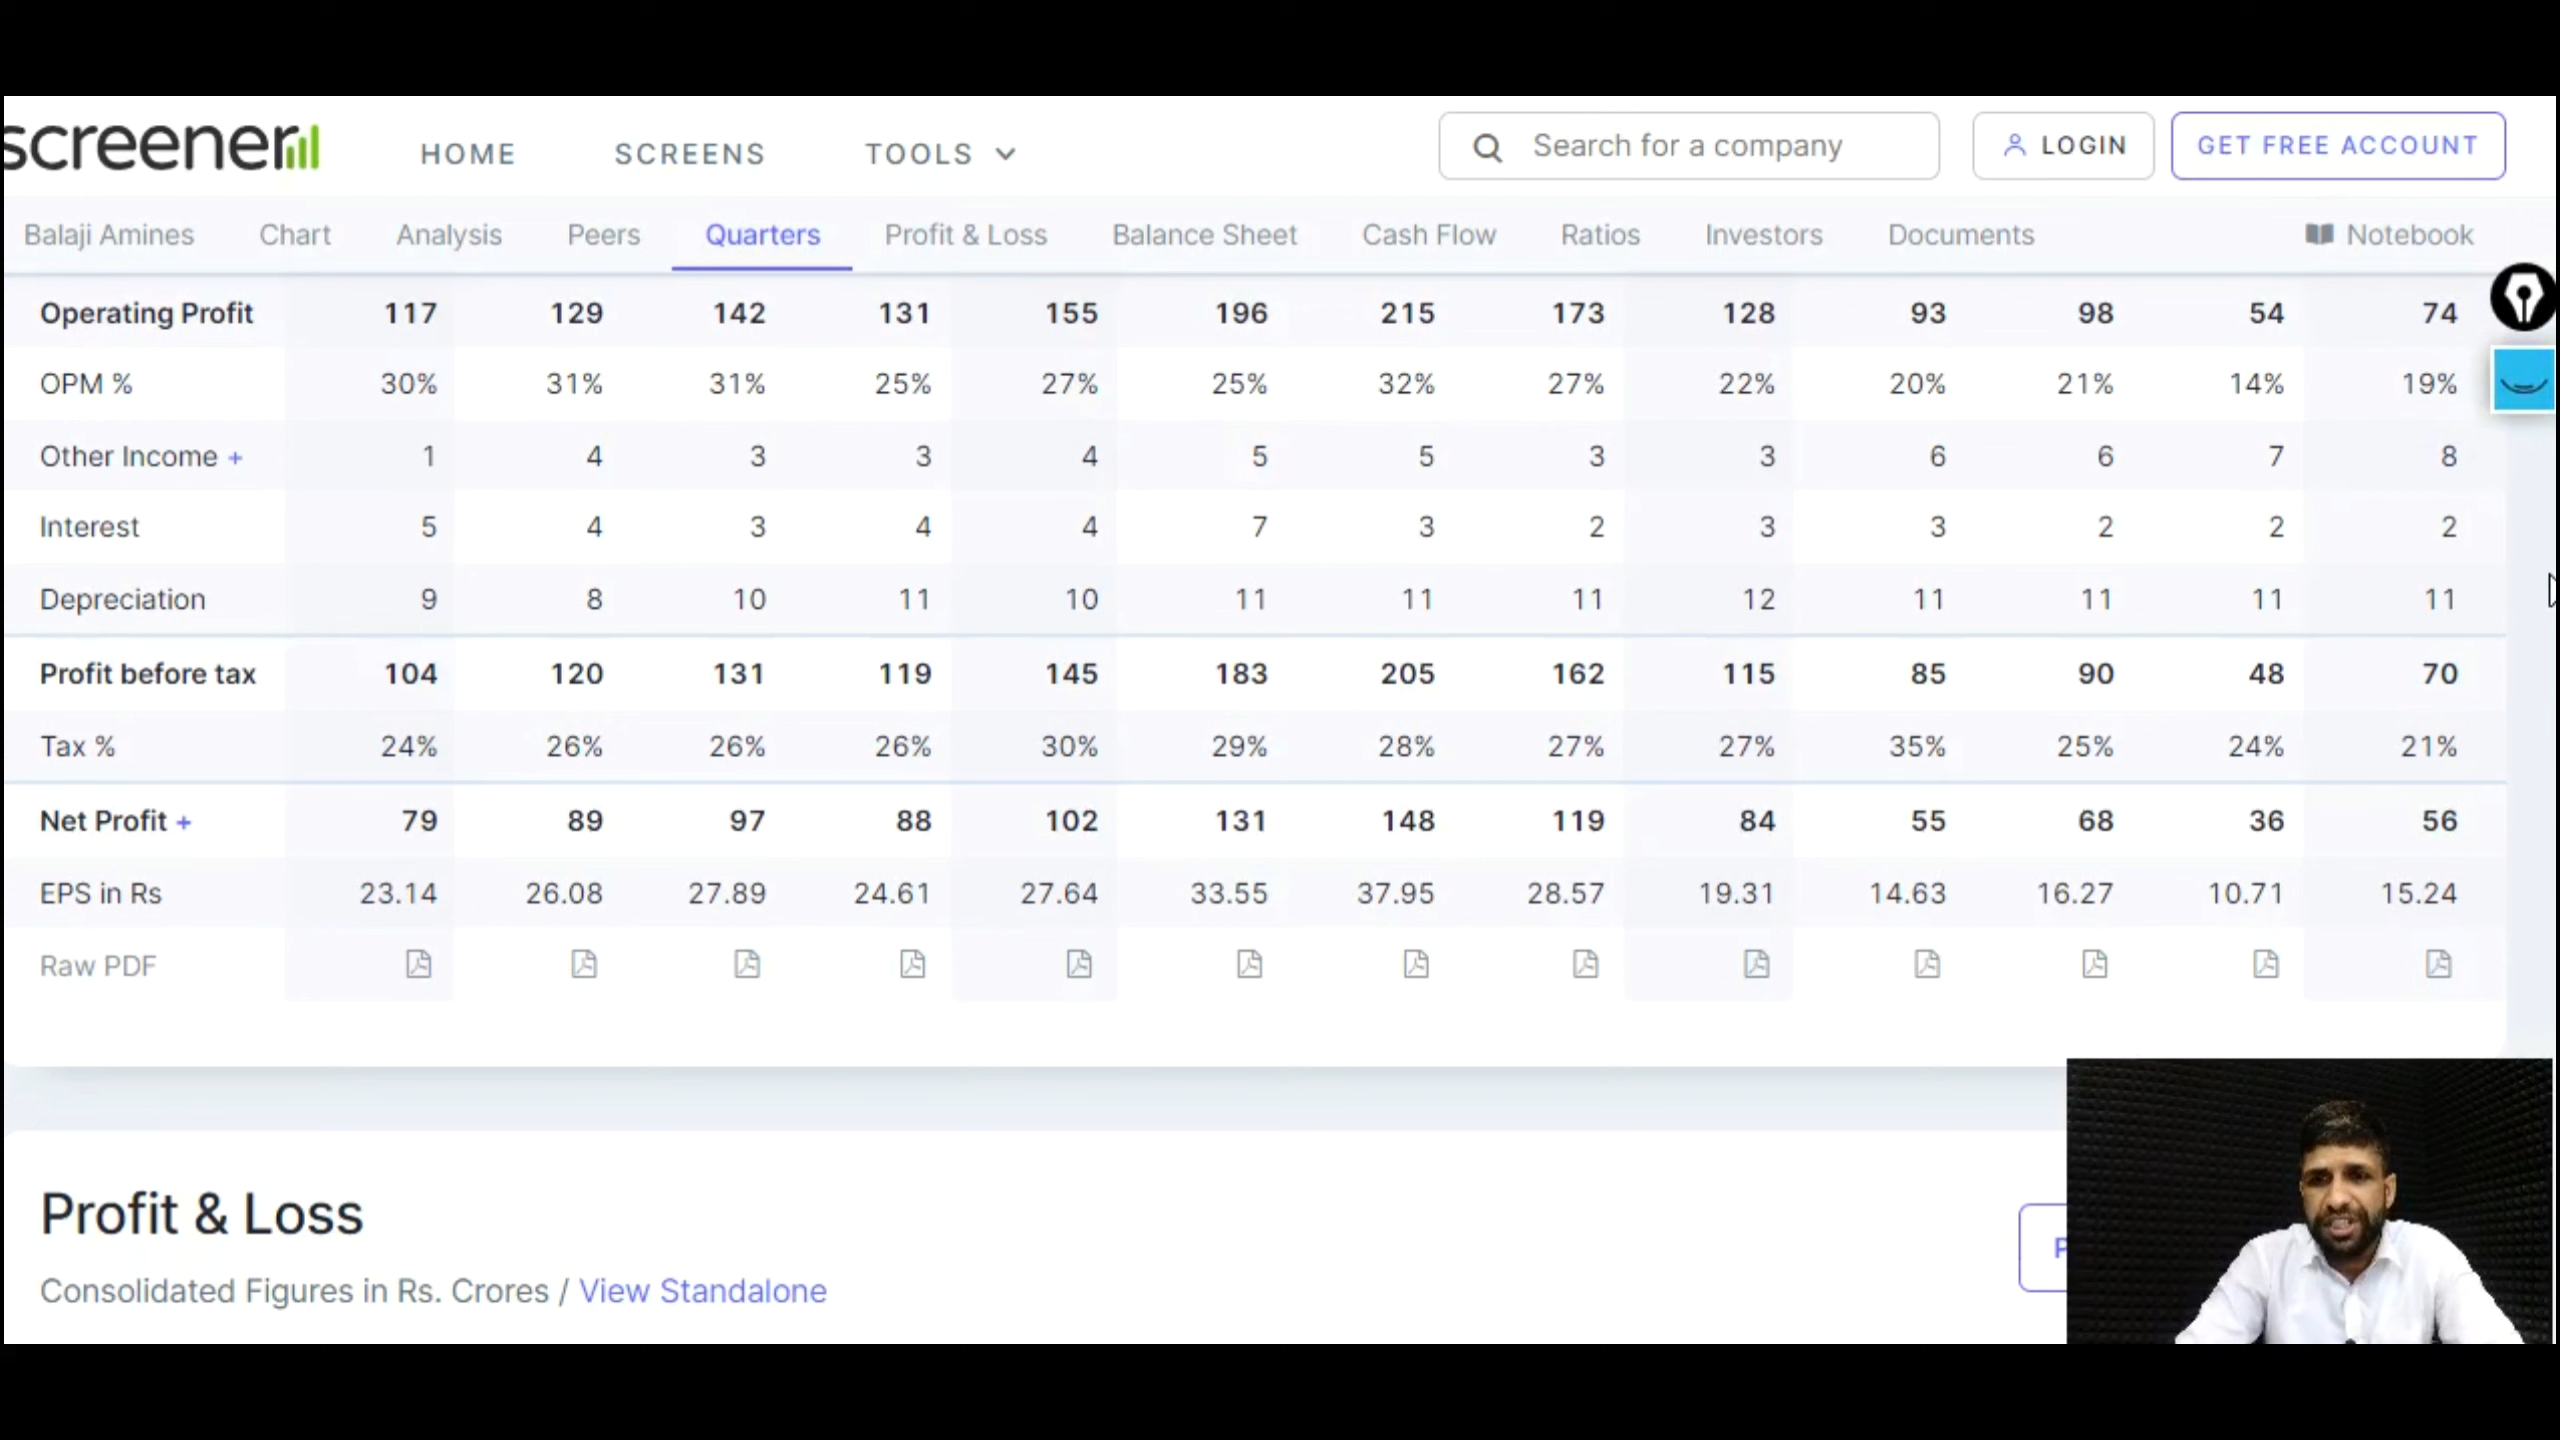 screener HOME SCREENS TOOLS Search for a company LOGIN GET FREE ACCOUNT
Balaji Amines Chart Analysis Peers Quarters Profit & Loss Balance Sheet Cash Flow Ratios Investors Documents Notebook
Operating Profit 117 129 142 131 155 196 215 173 128 93 98 54 74
OPM % 30% 31% 31% 25% 27% 25% 32% 27% 22% 20% 21% 14% 19%
Other Income + 1 4 3 3 4 5 5 3 3 6 6 7 8
Interest 5 4 3 4 4 7 3 2 3 3 2 2 2
Depreciation 9 8 10 11 10 11 11 11 12 11 11 11 11
Profit before tax 104 120 131 119 145 183 205 162 115 85 90 48 70
Tax % 24% 26% 26% 26% 30% 29% 28% 27% 27% 35% 25% 24% 21%
Net Profit + 79 89 97 88 102 131 148 119 84 55 68 36 56
EPS in Rs 23.14 26.08 27.89 24.61 27.64 33.55 37.95 28.57 19.31 14.63 16.27 10.71 15.24
Raw PDF
Profit & Loss
Consolidated Figures in Rs. Crores / View Standalone